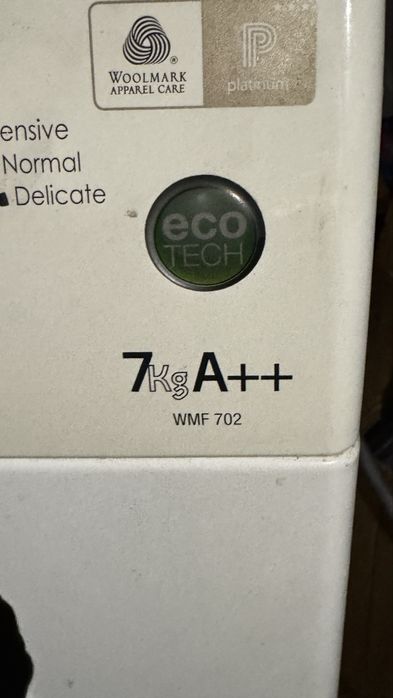 WOOLMARK
APPAREL CARE
platinum
ensive
Normal
Delicate
eco
TECH
7Kg A++
WMF 702